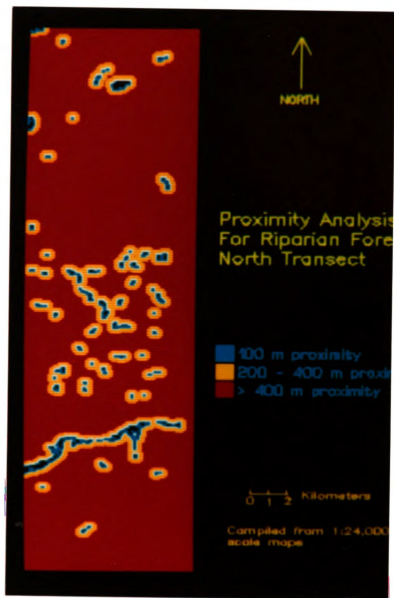 NORTH
Proximity Analysis
For Riparian Fore
North Transect
100 m proximity
200 - 400 m proxi
> 400 m proximity
0 1 2 Kilometers
Compiled from 1:24,000
scale maps